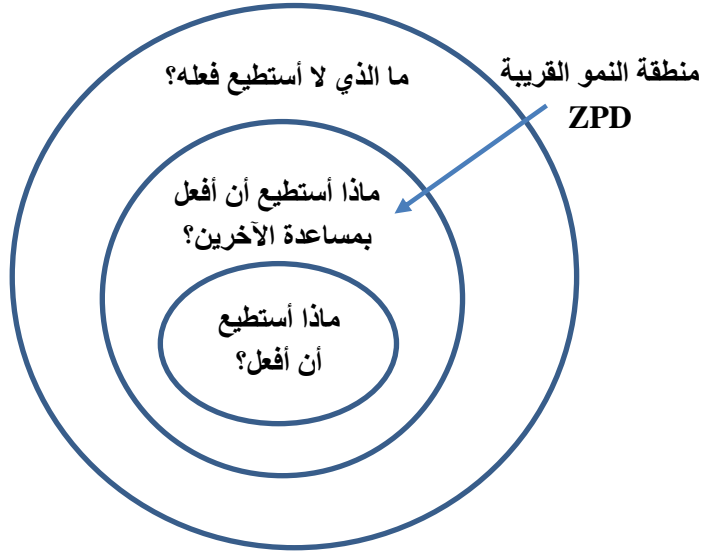 منطقة النمو القريبة
ZPD
ما الذي لا أستطيع فعله؟
ماذا أستطيع أن أفعل
بمساعدة الآخرين؟
ماذا أستطيع
أن أفعل؟